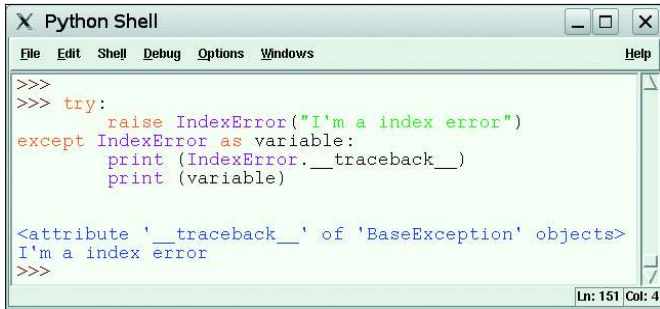 Python Shell
File Edit Shell Debug Options Windows Help
>>>
>>> try:
        raise IndexError("I'm a index error")
except IndexError as variable:
        print (IndexError.__traceback__)
        print (variable)
<attribute '__traceback__' of 'BaseException' objects>
I'm a index error
>>>
Ln: 151 Col: 4